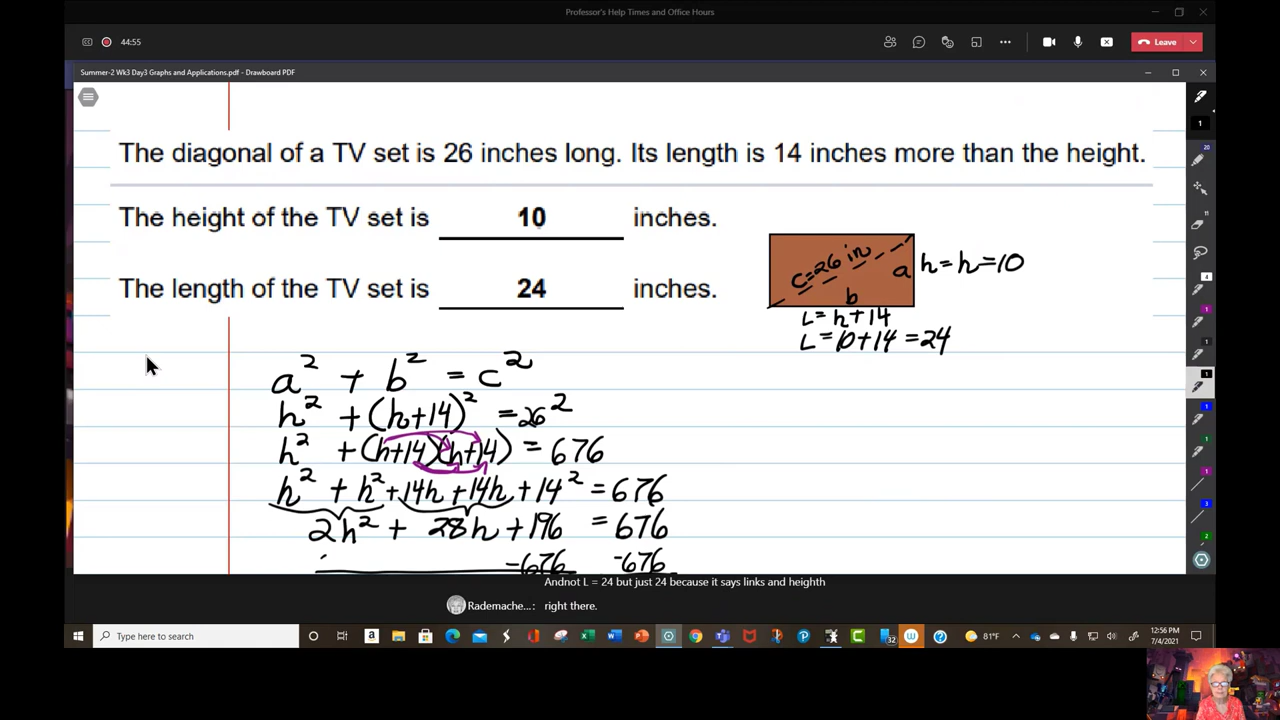 Professor's Help Times and Office Hours
44:55
Leave
Summer-2 Wk3 Day3 Graphs and Applications.pdf - Drawboard PDF
The diagonal of a TV set is 26 inches long. Its length is 14 inches more than the height.
The height of the TV set is 10 inches.
The length of the TV set is 24 inches.
c=26 in
a h=h=10
b
L=h+14
L=10+14=24
a² + b² = c²
h² + (h+14)² = 26²
h² + (h+14)(h+14) = 676
h² + h² + 14h + 14h + 14² = 676
2h² + 28h + 196 = 676
-676 -676
Andnot L = 24 but just 24 because it says links and heighth
Rademache...: right there.
Type here to search
81°F
12:56 PM
7/4/2021